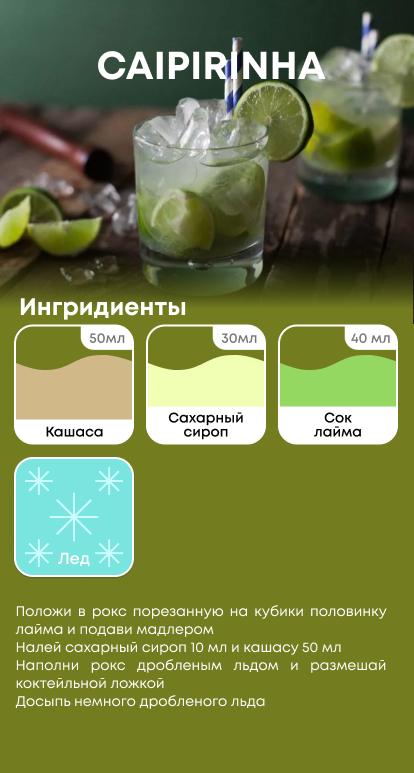 CAIPIRINHA
Ингридиенты
50мл
30мл
40 мл
Кашаса
Сахарный
сироп
Сок
лайма
Лед
Положи в рокс порезанную на кубики половинку
лайма и подави мадлером
Налей сахарный сироп 10 мл и кашасу 50 мл
Наполни рокс дробленым льдом и размешай
коктейльной ложкой
Досыпь немного дробленого льда